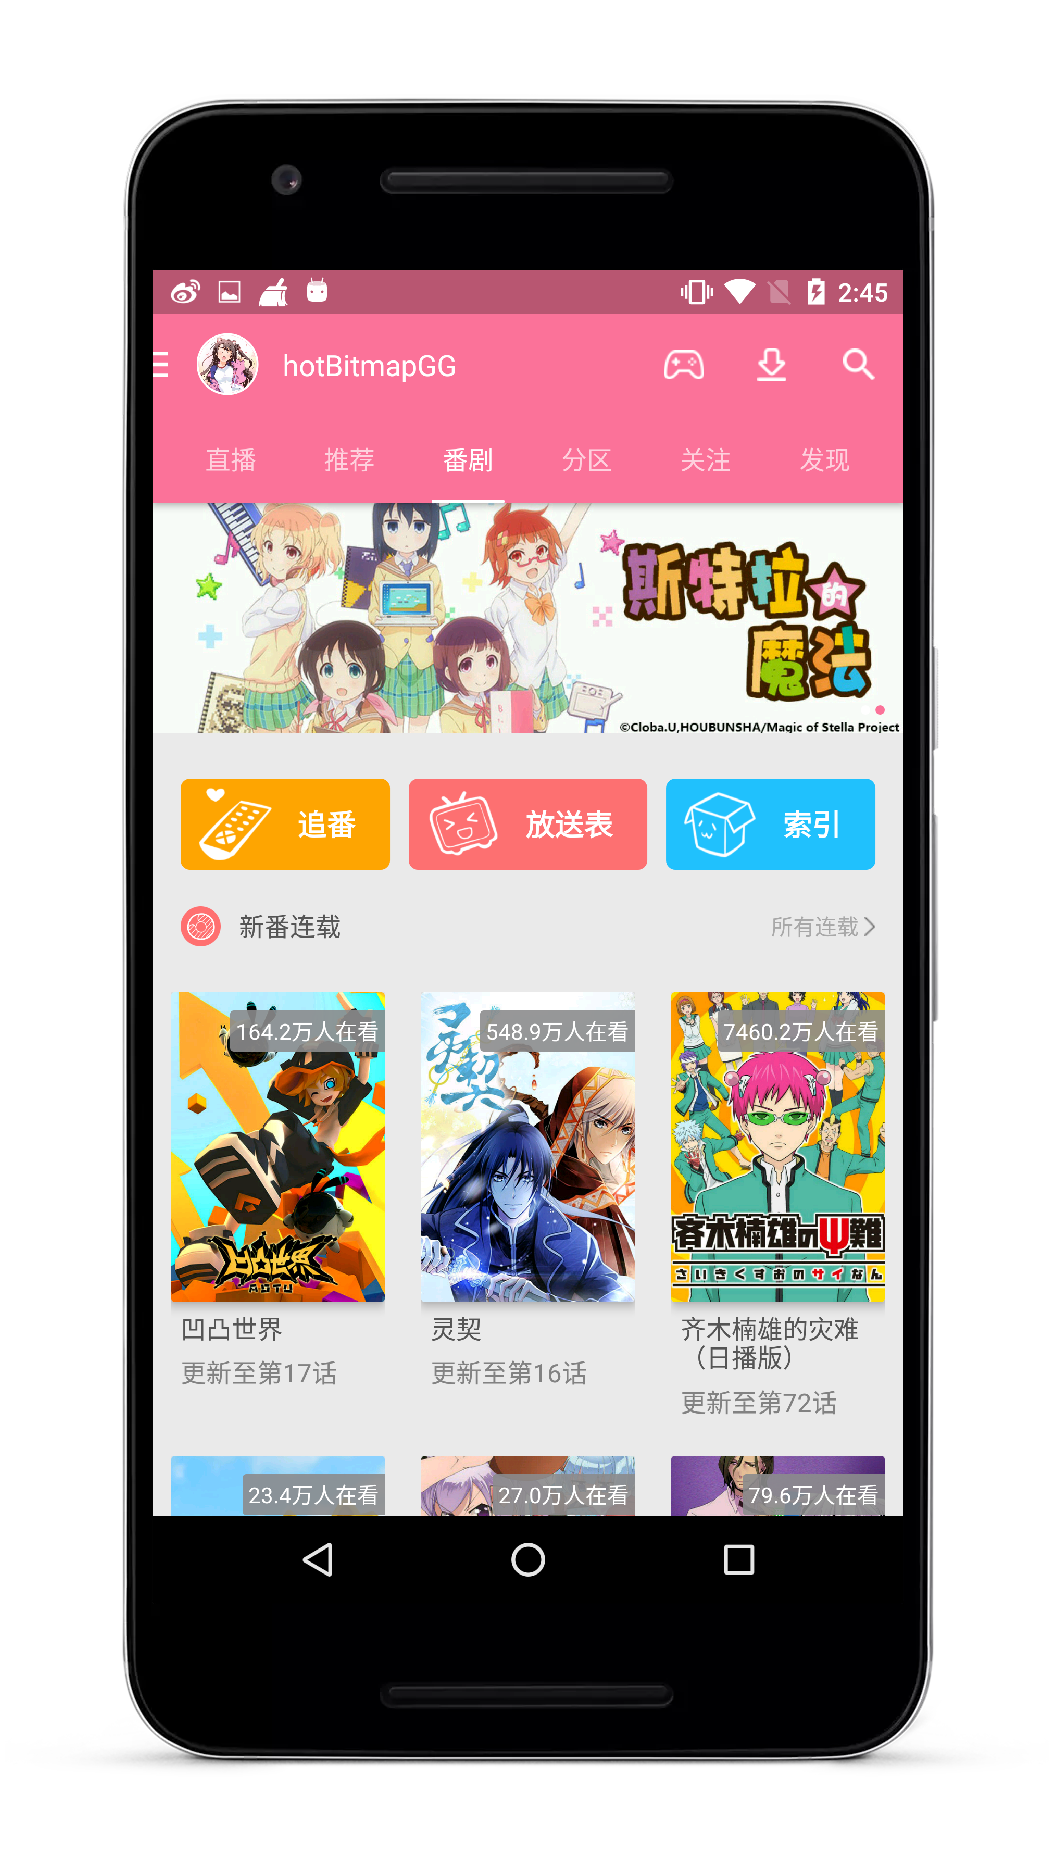 2:45
hotBitmapGG
直播 推荐 番剧 分区 关注 发现
斯特拉的
魔法
©Cloba.U,HOUBUNSHA/Magic of Stella Project
追番 放送表 索引
新番连载 所有连载
164.2万人在看 548.9万人在看 7460.2万人在看
灵契
凹凸世界
AOTU
斉木楠雄のΨ難
さいきくすおのサイなん
凹凸世界 灵契 齐木楠雄的灾难
（日播版）
更新至第17话 更新至第16话 更新至第72话
23.4万人在看 27.0万人在看 79.6万人在看